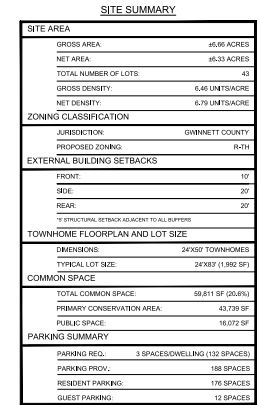 SITE SUMMARY
SITE AREA
GROSS AREA: ±6.66 ACRES
NET AREA: ±6.33 ACRES
TOTAL NUMBER OF LOTS: 43
GROSS DENSITY: 6.46 UNITS/ACRE
NET DENSITY: 6.79 UNITS/ACRE
ZONING CLASSIFICATION
JURISDICTION: GWINNETT COUNTY
PROPOSED ZONING: R-TH
EXTERNAL BUILDING SETBACKS
FRONT: 10'
SIDE: 20'
REAR: 20'
*5' STRUCTURAL SETBACK ADJACENT TO ALL BUFFERS
TOWNHOME FLOORPLAN AND LOT SIZE
DIMENSIONS: 24'X50' TOWNHOMES
TYPICAL LOT SIZE: 24'X83' (1,992 SF)
COMMON SPACE
TOTAL COMMON SPACE: 59,811 SF (20.6%)
PRIMARY CONSERVATION AREA: 43,739 SF
PUBLIC SPACE: 16,072 SF
PARKING SUMMARY
PARKING REQ.: 3 SPACES/DWELLING (132 SPACES)
PARKING PROV.: 188 SPACES
RESIDENT PARKING: 176 SPACES
GUEST PARKING: 12 SPACES